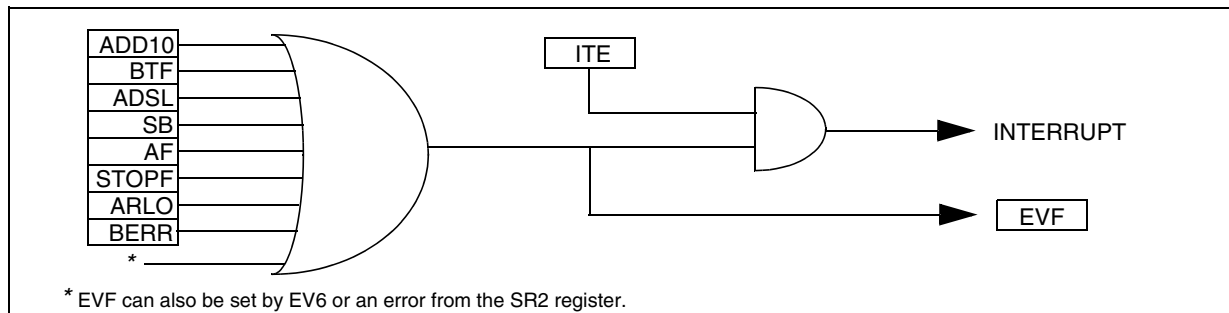 ADD10
BTF
ADSL
SB
AF
STOPF
ARLO
BERR
*
ITE
INTERRUPT
EVF
* EVF can also be set by EV6 or an error from the SR2 register.